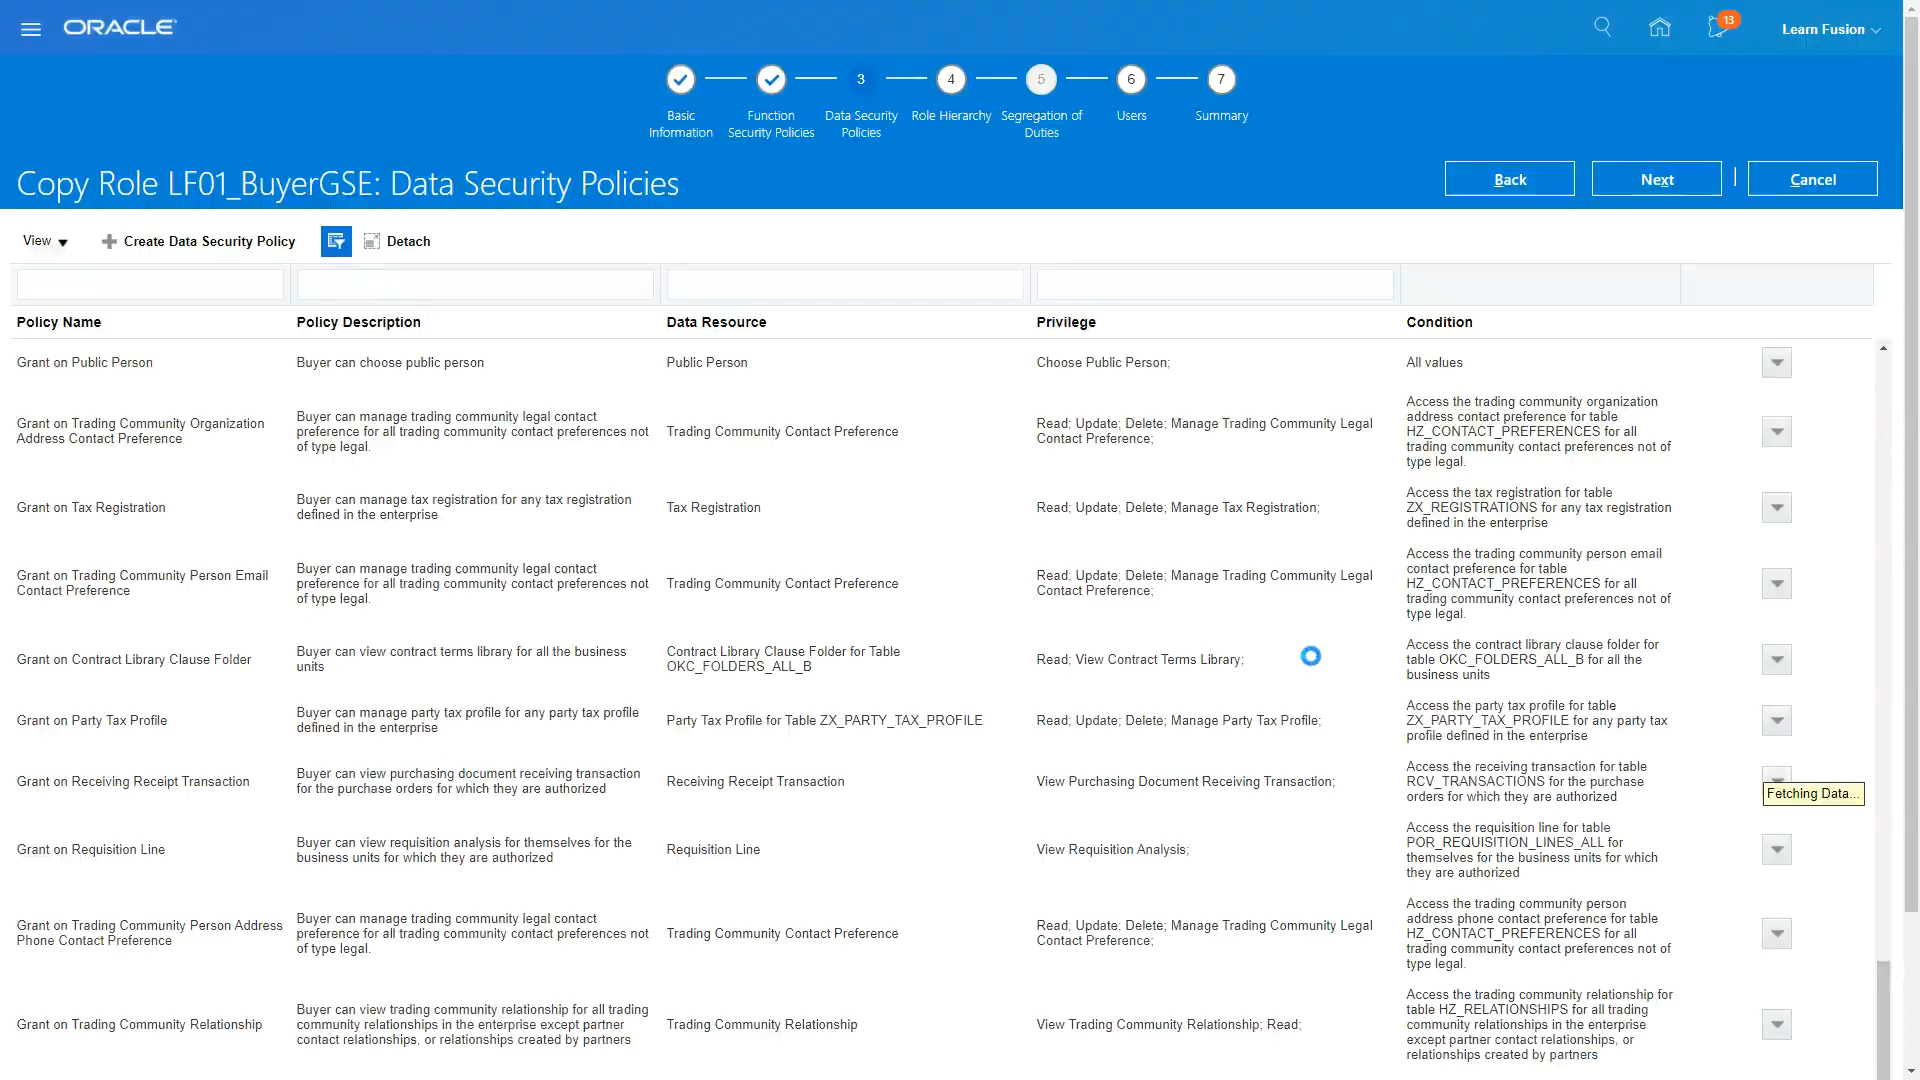 ORACLE
13
Learn Fusion
3
4
5
6
7
Basic
Information
Function
Security Policies
Data Security
Policies
Role Hierarchy
Segregation of
Duties
Users
Summary
Copy Role LF01_BuyerGSE: Data Security Policies
Back
Next
Cancel
View
Create Data Security Policy
Detach
Policy Name
Policy Description
Data Resource
Privilege
Condition
Grant on Public Person
Buyer can choose public person
Public Person
Choose Public Person;
All values
Grant on Trading Community Organization
Address Contact Preference
Buyer can manage trading community legal contact
preference for all trading community contact preferences not
of type legal.
Trading Community Contact Preference
Read; Update; Delete; Manage Trading Community Legal
Contact Preference;
Access the trading community organization
address contact preference for table
HZ_CONTACT_PREFERENCES for all
trading community contact preferences not of
type legal.
Grant on Tax Registration
Buyer can manage tax registration for any tax registration
defined in the enterprise
Tax Registration
Read; Update; Delete; Manage Tax Registration;
Access the tax registration for table
ZX_REGISTRATIONS for any tax registration
defined in the enterprise
Grant on Trading Community Person Email
Contact Preference
Buyer can manage trading community legal contact
preference for all trading community contact preferences not
of type legal.
Trading Community Contact Preference
Read; Update; Delete; Manage Trading Community Legal
Contact Preference;
Access the trading community person email
contact preference for table
HZ_CONTACT_PREFERENCES for all
trading community contact preferences not of
type legal.
Grant on Contract Library Clause Folder
Buyer can view contract terms library for all the business
units
Contract Library Clause Folder for Table
OKC_FOLDERS_ALL_B
Read; View Contract Terms Library;
Access the contract library clause folder for
table OKC_FOLDERS_ALL_B for all the
business units
Grant on Party Tax Profile
Buyer can manage party tax profile for any party tax profile
defined in the enterprise
Party Tax Profile for Table ZX_PARTY_TAX_PROFILE
Read; Update; Delete; Manage Party Tax Profile;
Access the party tax profile for table
ZX_PARTY_TAX_PROFILE for any party tax
profile defined in the enterprise
Grant on Receiving Receipt Transaction
Buyer can view purchasing document receiving transaction
for the purchase orders for which they are authorized
Receiving Receipt Transaction
View Purchasing Document Receiving Transaction;
Access the receiving transaction for table
RCV_TRANSACTIONS for the purchase
orders for which they are authorized
Fetching Data...
Grant on Requisition Line
Buyer can view requisition analysis for themselves for the
business units for which they are authorized
Requisition Line
View Requisition Analysis;
Access the requisition line for table
POR_REQUISITION_LINES_ALL for
themselves for the business units for which
they are authorized
Grant on Trading Community Person Address
Phone Contact Preference
Buyer can manage trading community legal contact
preference for all trading community contact preferences not
of type legal.
Trading Community Contact Preference
Read; Update; Delete; Manage Trading Community Legal
Contact Preference;
Access the trading community person
address phone contact preference for table
HZ_CONTACT_PREFERENCES for all
trading community contact preferences not of
type legal.
Grant on Trading Community Relationship
Buyer can view trading community relationship for all trading
community relationships in the enterprise except partner
contact relationships, or relationships created by partners
Trading Community Relationship
View Trading Community Relationship; Read;
Access the trading community relationship for
table HZ_RELATIONSHIPS for all trading
community relationships in the enterprise
except partner contact relationships, or
relationships created by partners